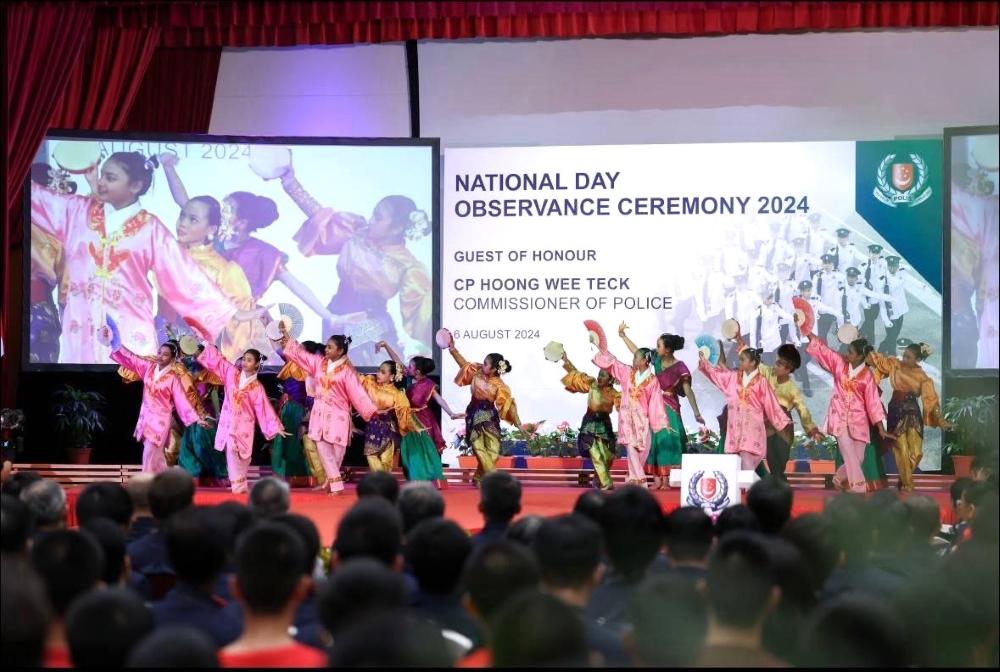 AUGUST 2024
NATIONAL DAY
OBSERVANCE CEREMONY 2024
GUEST OF HONOUR
CP HOONG WEE TECK
COMMISSIONER OF POLICE
6 AUGUST 2024
POLIS